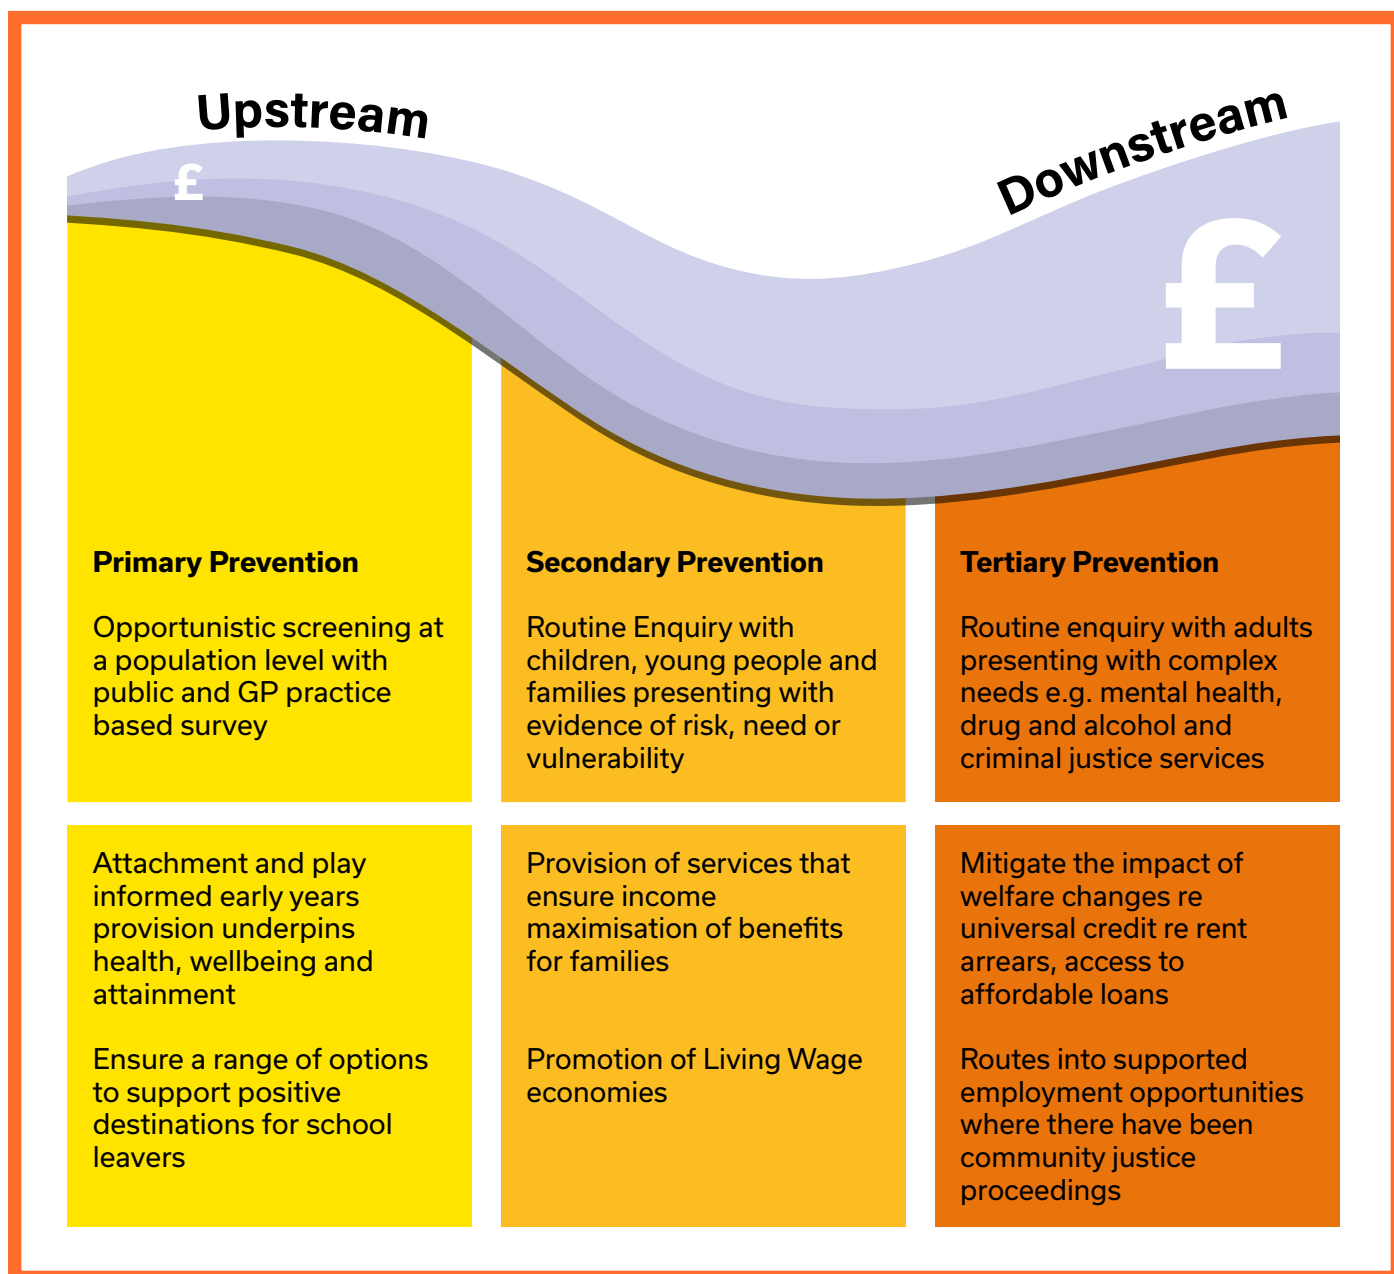 Upstream
Downstream
£
£
Primary Prevention
Opportunistic screening at
a population level with
public and GP practice
based survey
Secondary Prevention
Routine Enquiry with
children, young people and
families presenting with
evidence of risk, need or
vulnerability
Tertiary Prevention
Routine enquiry with adults
presenting with complex
needs e.g. mental health,
drug and alcohol and
criminal justice services
Attachment and play
informed early years
provision underpins
health, wellbeing and
attainment
Ensure a range of options
to support positive
destinations for school
leavers
Provision of services that
ensure income
maximisation of benefits
for families
Promotion of Living Wage
economies
Mitigate the impact of
welfare changes re
universal credit re rent
arrears, access to
affordable loans
Routes into supported
employment opportunities
where there have been
community justice
proceedings